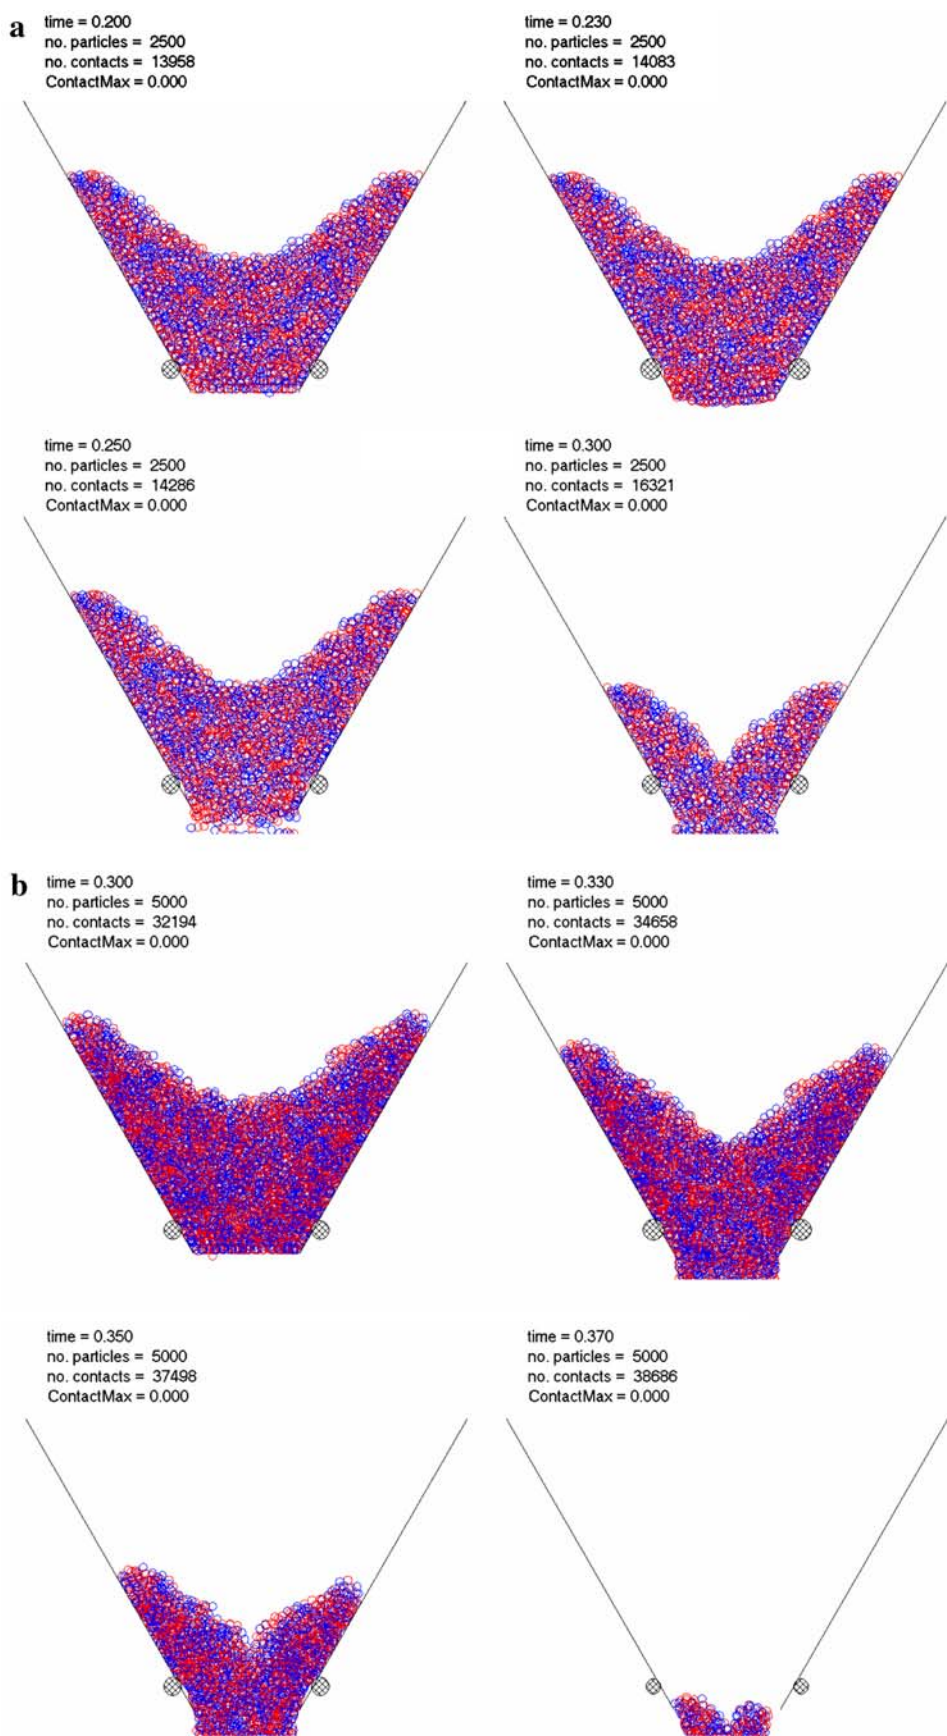 a
time = 0.200
no. particles = 2500
no. contacts = 13958
ContactMax = 0.000
time = 0.230
no. particles = 2500
no. contacts = 14083
ContactMax = 0.000
time = 0.250
no. particles = 2500
no. contacts = 14286
ContactMax = 0.000
time = 0.300
no. particles = 2500
no. contacts = 16321
ContactMax = 0.000
b
time = 0.300
no. particles = 5000
no. contacts = 32194
ContactMax = 0.000
time = 0.330
no. particles = 5000
no. contacts = 34658
ContactMax = 0.000
time = 0.350
no. particles = 5000
no. contacts = 37498
ContactMax = 0.000
time = 0.370
no. particles = 5000
no. contacts = 38686
ContactMax = 0.000